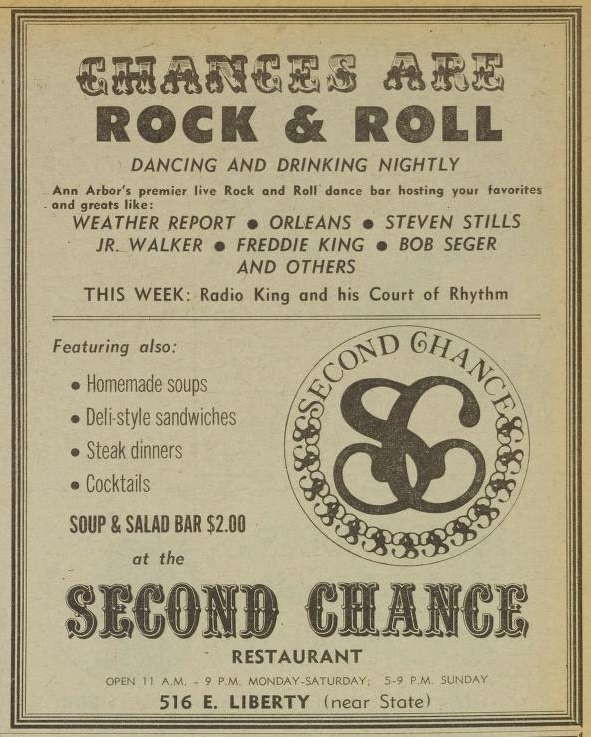 CHANCES ARE
ROCK & ROLL
DANCING AND DRINKING NIGHTLY
Ann Arbor's premier live Rock and Roll dance bar hosting your favorites
and greats like:
WEATHER REPORT ● ORLEANS ● STEVEN STILLS
JR. WALKER ● FREDDIE KING ● BOB SEGER
AND OTHERS
THIS WEEK: Radio King and his Court of Rhythm
Featuring also:
● Homemade soups
● Deli-style sandwiches
● Steak dinners
● Cocktails
SOUP & SALAD BAR $2.00
at the
SECOND CHANCE
SC
SECOND CHANCE
RESTAURANT
OPEN 11 A.M. - 9 P.M. MONDAY-SATURDAY; 5-9 P.M. SUNDAY
516 E. LIBERTY (near State)